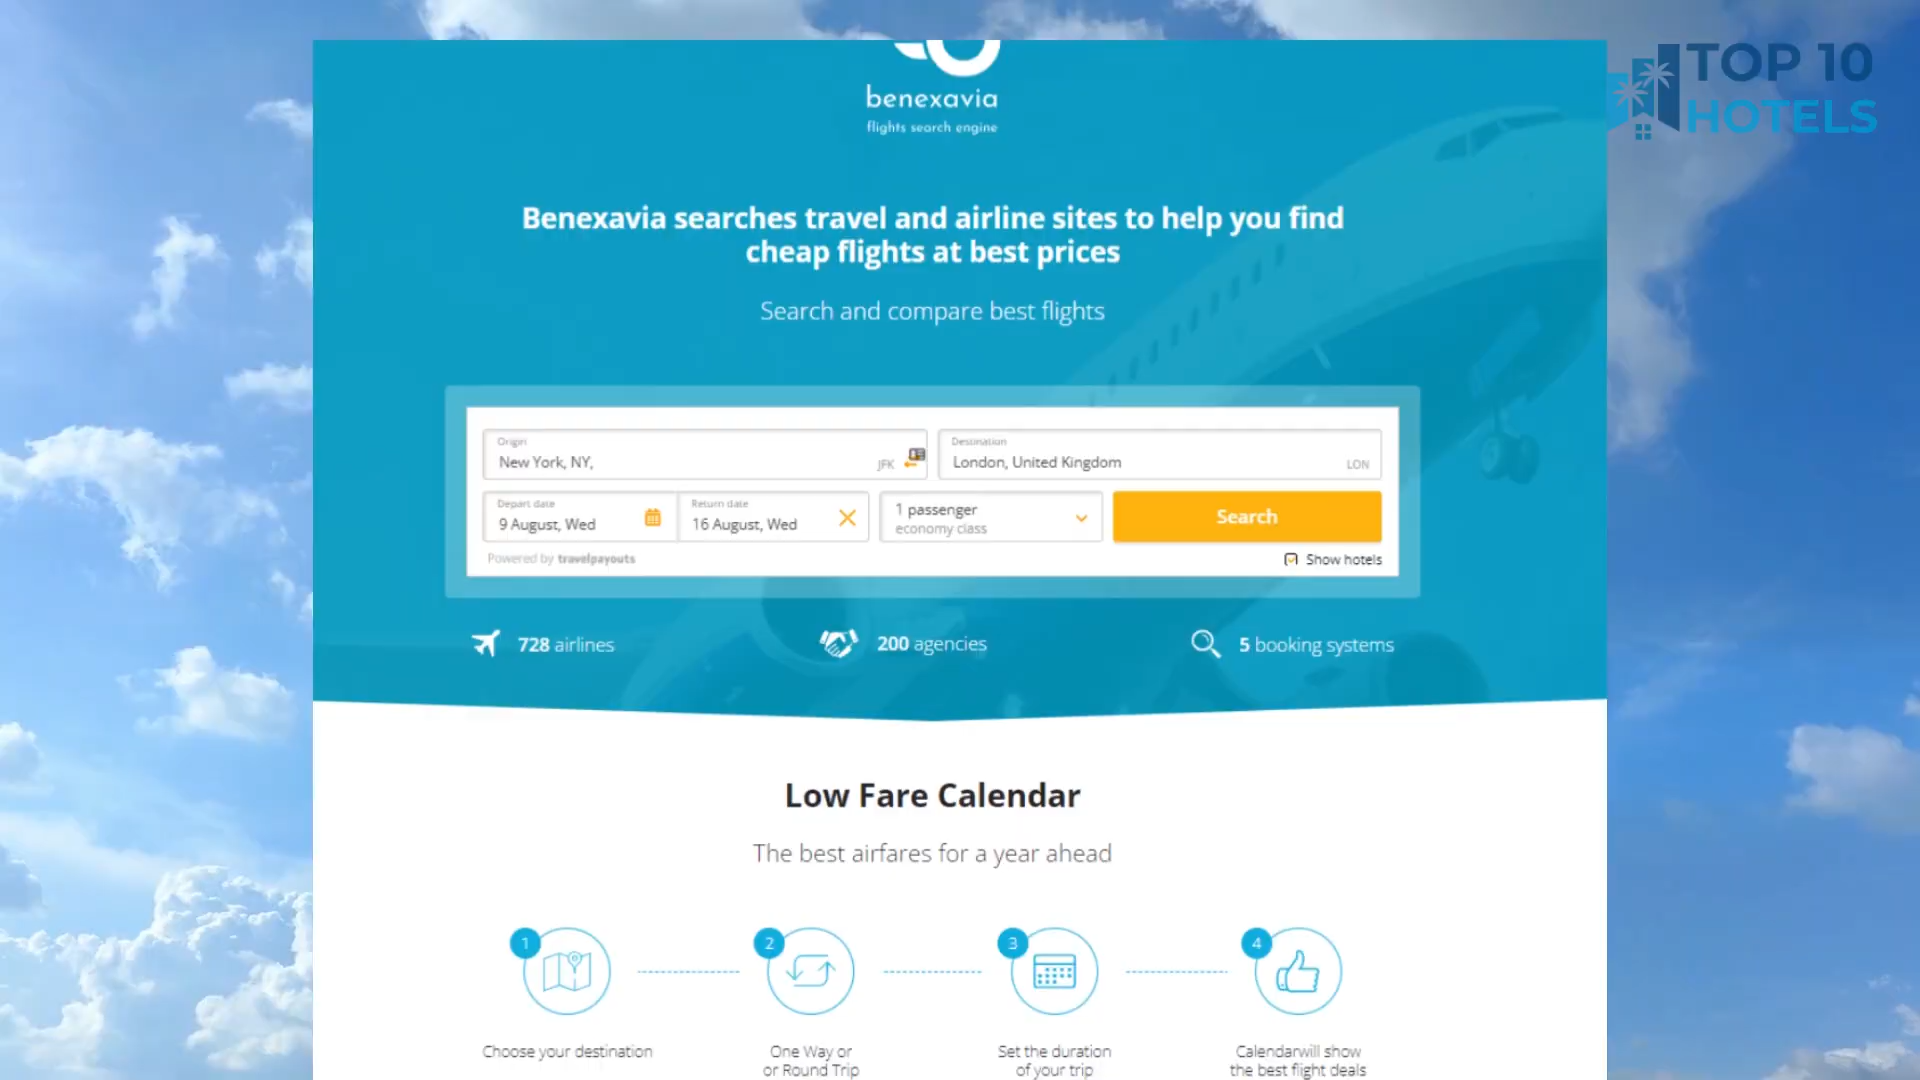 TOP 10
HOTELS
benexavia
flights search engine
Benexavia searches travel and airline sites to help you find
cheap flights at best prices
Search and compare best flights
Origin
New York, NY,
JFK
Destination
London, United Kingdom
LON
Depart date
9 August, Wed
Return date
16 August, Wed
1 passenger
economy class
Search
Powered by travelpayouts
Show hotels
728 airlines
200 agencies
5 booking systems
Low Fare Calendar
The best airfares for a year ahead
1
2
3
4
Choose your destination
One Way or
or Round Trip
Set the duration
of your trip
Calendarwill show
the best flight deals